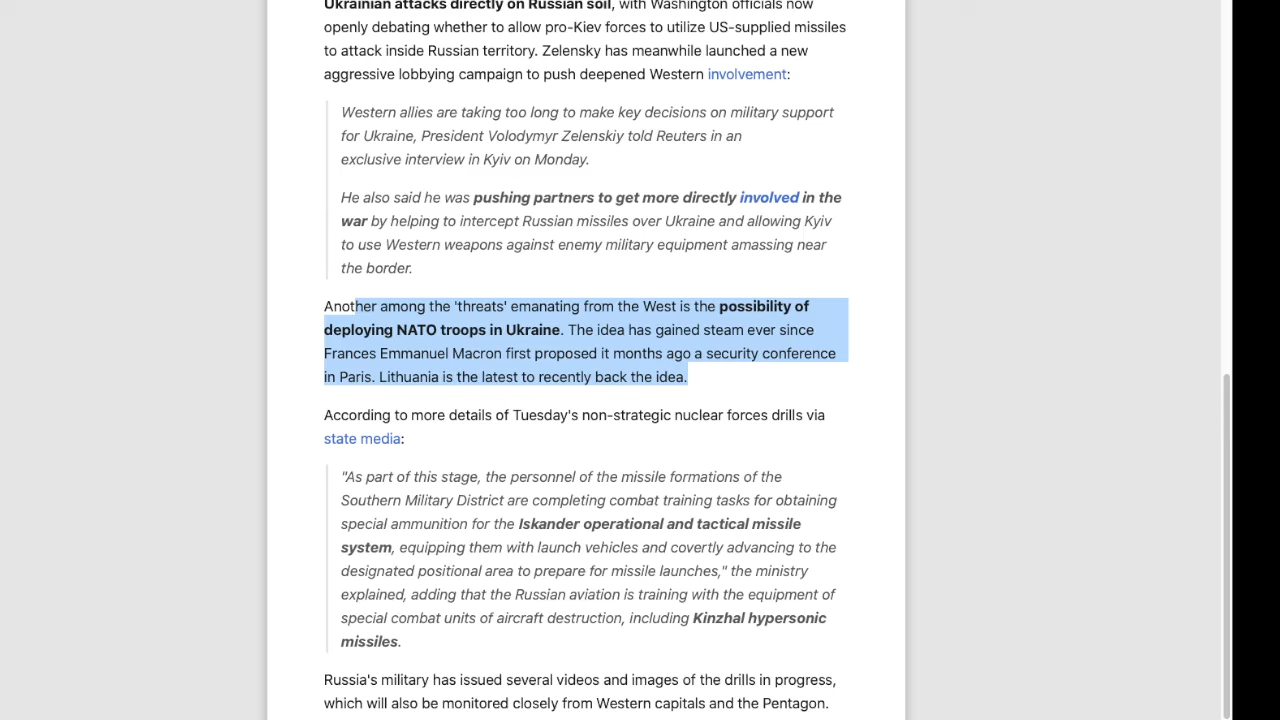 Ukrainian attacks directly on Russian soil, with Washington officials now
openly debating whether to allow pro-Kiev forces to utilize US-supplied missiles
to attack inside Russian territory. Zelensky has meanwhile launched a new
aggressive lobbying campaign to push deepened Western involvement:
Western allies are taking too long to make key decisions on military support
for Ukraine, President Volodymyr Zelenskiy told Reuters in an
exclusive interview in Kyiv on Monday.
He also said he was pushing partners to get more directly involved in the
war by helping to intercept Russian missiles over Ukraine and allowing Kyiv
to use Western weapons against enemy military equipment amassing near
the border.
Another among the 'threats' emanating from the West is the possibility of
deploying NATO troops in Ukraine. The idea has gained steam ever since
Frances Emmanuel Macron first proposed it months ago a security conference
in Paris. Lithuania is the latest to recently back the idea.
According to more details of Tuesday's non-strategic nuclear forces drills via
state media:
"As part of this stage, the personnel of the missile formations of the
Southern Military District are completing combat training tasks for obtaining
special ammunition for the Iskander operational and tactical missile
system, equipping them with launch vehicles and covertly advancing to the
designated positional area to prepare for missile launches," the ministry
explained, adding that the Russian aviation is training with the equipment of
special combat units of aircraft destruction, including Kinzhal hypersonic
missiles.
Russia's military has issued several videos and images of the drills in progress,
which will also be monitored closely from Western capitals and the Pentagon.